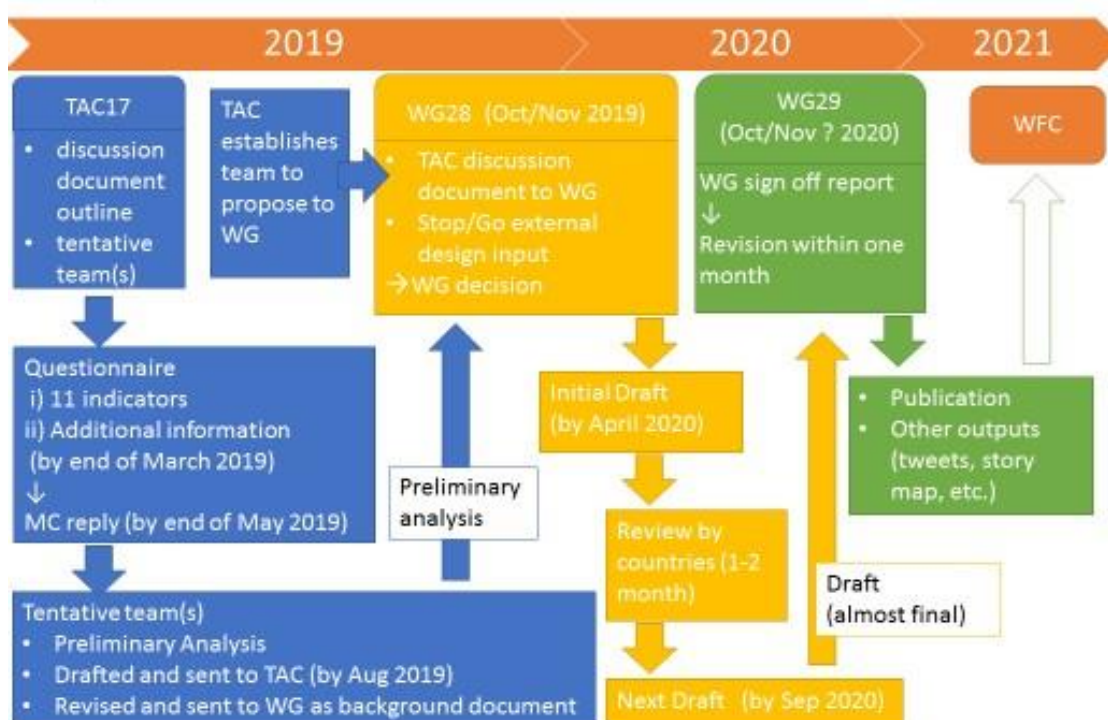 2019
2020
2021
TAC17
• discussion
document
outline
• tentative
team(s)
TAC
establishes
team to
propose to
WG
WG28 (Oct/Nov 2019)
• TAC discussion
document to WG
• Stop/Go external
design input
→WG decision
WG29
(Oct/Nov ? 2020)
WG sign off report
↓
Revision within one
month
WFC
Questionnaire
i) 11 indicators
ii) Additional information
(by end of March 2019)
↓
MC reply (by end of May 2019)
Preliminary
analysis
Initial Draft
(by April 2020)
• Publication
• Other outputs
(tweets, story
map, etc.)
Review by
countries (1-2
month)
Draft
(almost final)
Tentative team(s)
• Preliminary Analysis
• Drafted and sent to TAC (by Aug 2019)
• Revised and sent to WG as background document
Next Draft (by Sep 2020)